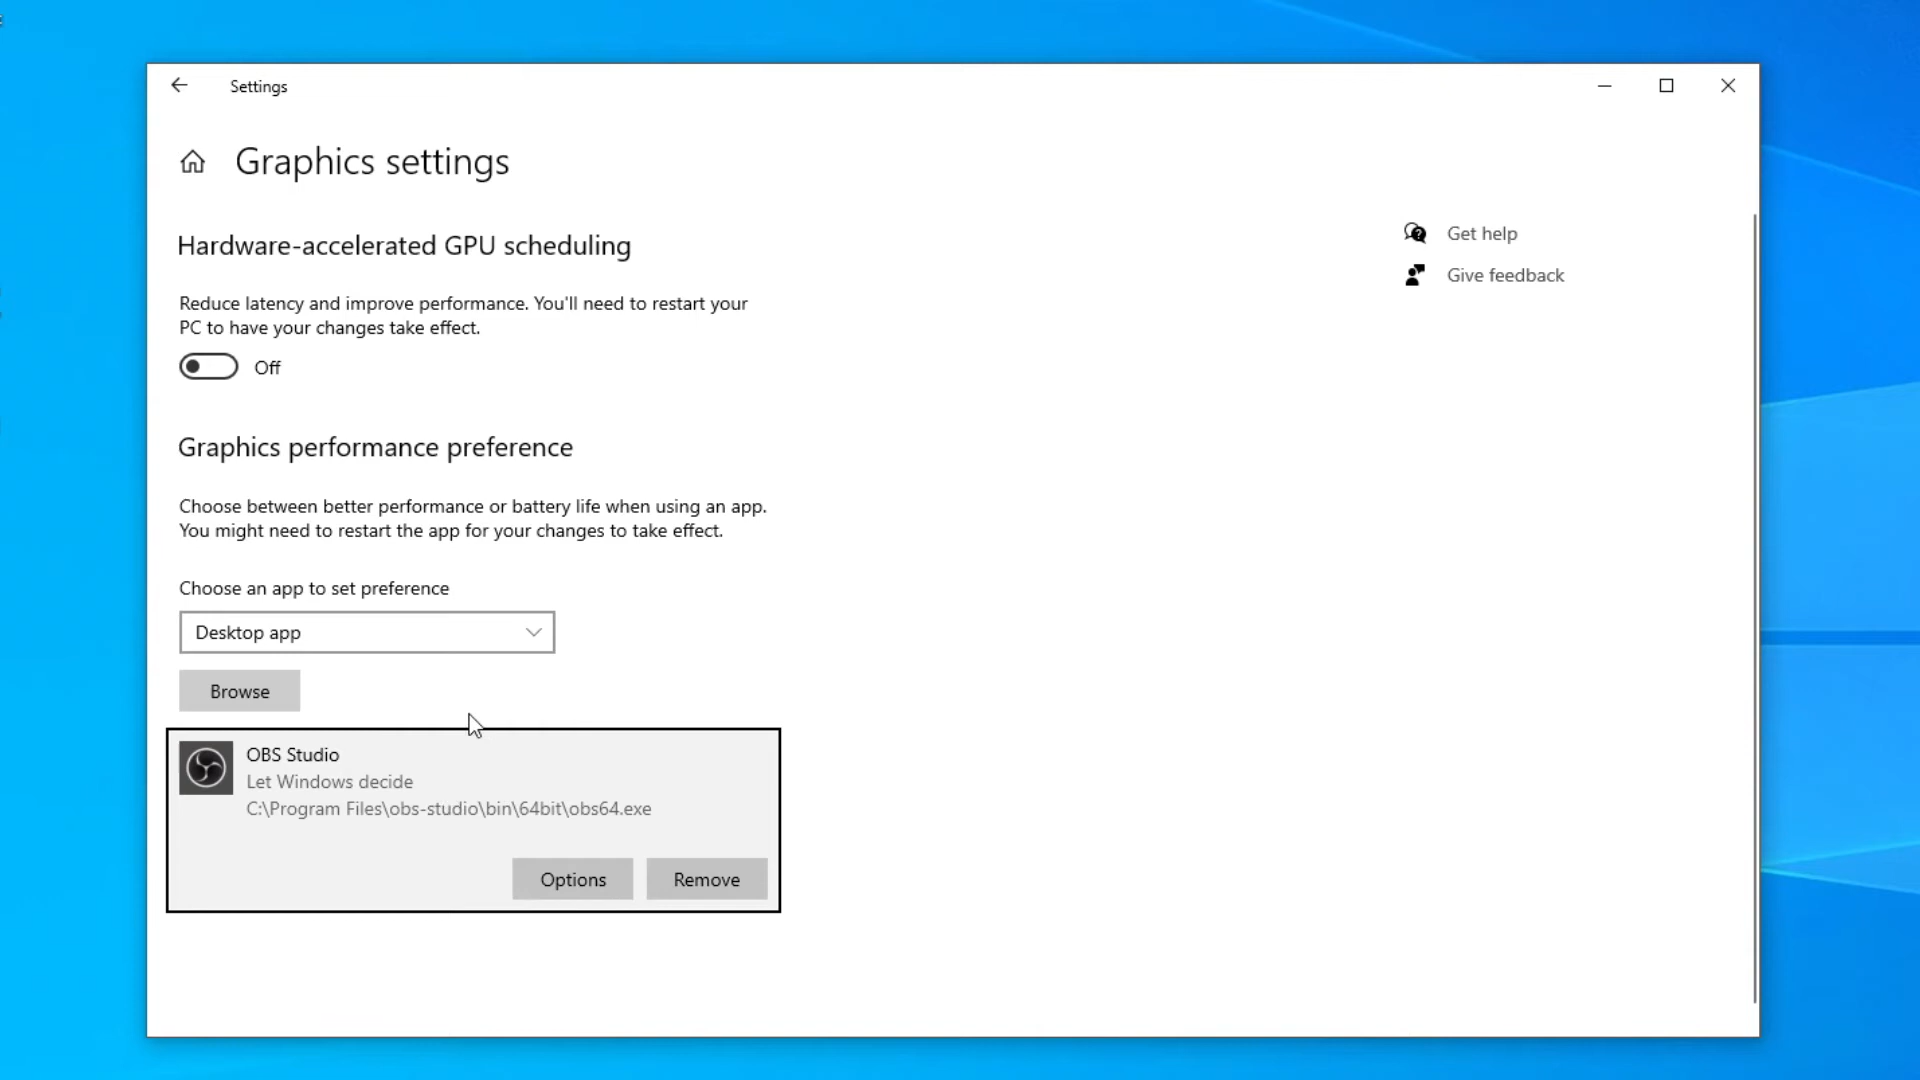 Settings
Graphics settings
Hardware-accelerated GPU scheduling
Reduce latency and improve performance. You'll need to restart your
PC to have your changes take effect.
Off
Graphics performance preference
Choose between better performance or battery life when using an app.
You might need to restart the app for your changes to take effect.
Choose an app to set preference
Desktop app
Browse
OBS Studio
Let Windows decide
C:\Program Files\obs-studio\bin\64bit\obs64.exe
Options
Remove
Get help
Give feedback